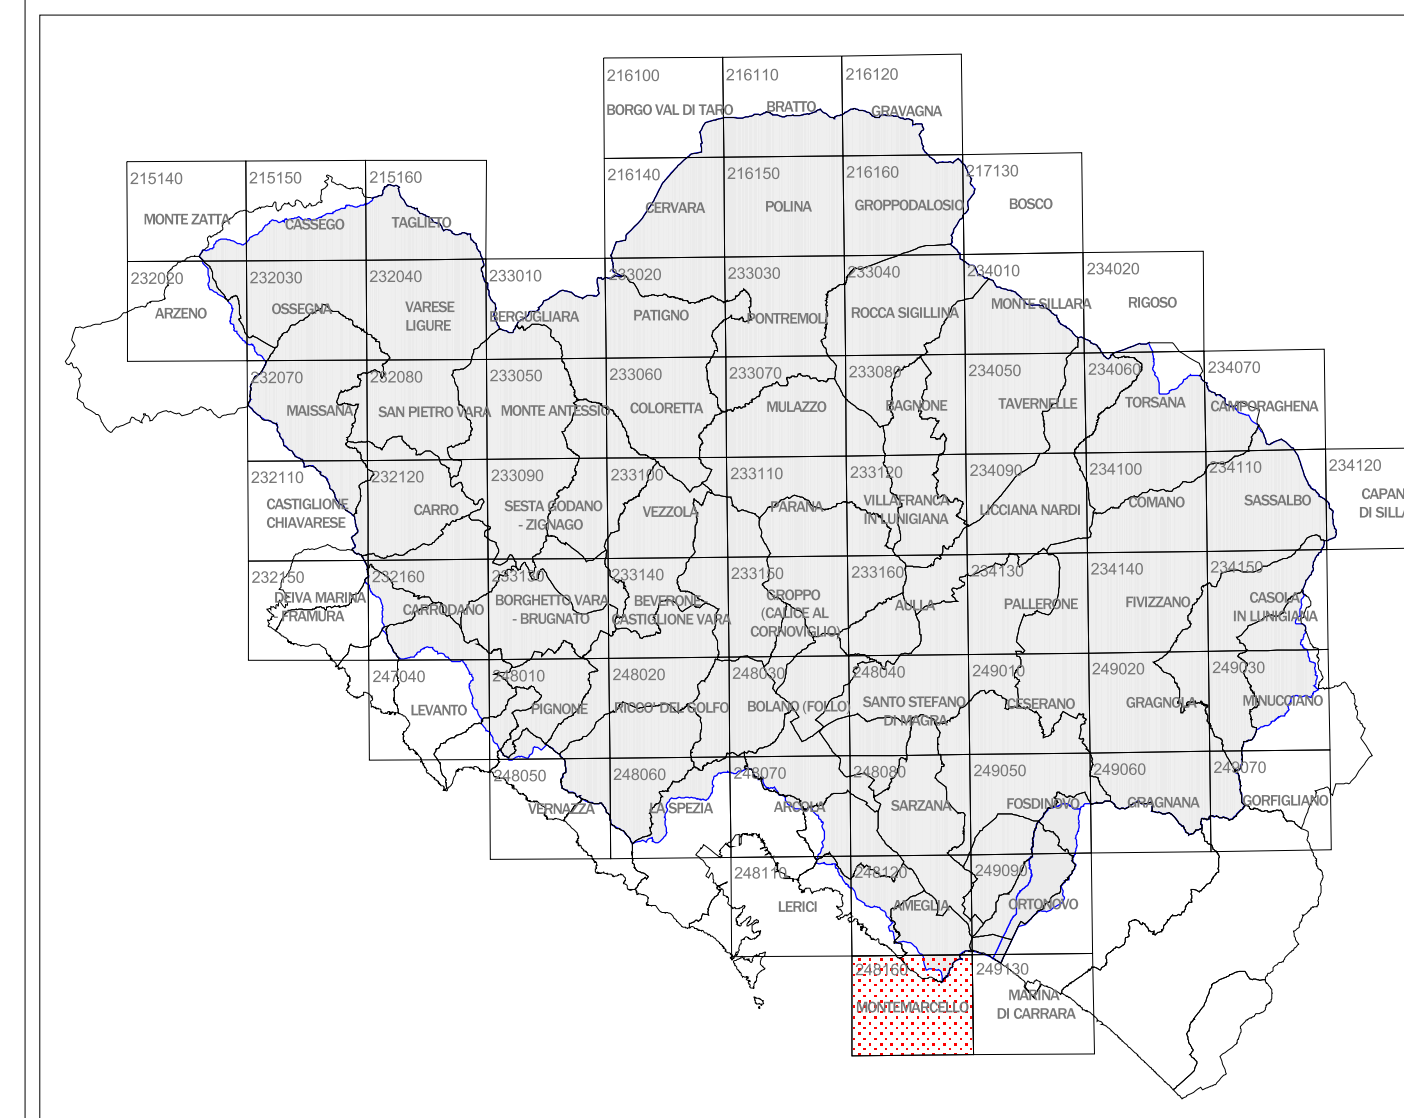 216100
216110
216120
BORGO VAL DI TARO
BRATTO
GRAVAGNA
215140
215150
215160
216140
216150
216160
217130
MONTE ZATTA
CASSEGO
TAGLIETO
CERVARA
POLINA
GROPPODALOSIO
BOSCO
232020
232030
232040
233010
233020
233030
233040
234010
234020
ARZENO
OSSEGNA
VARESE
LIGURE
BERGUGLIARA
PATIGNO
PONTREMOLI
ROCCA SIGILLINA
MONTE SILLARA
RIGOSO
232070
232080
233050
233060
233070
233080
234050
234060
234070
MAISSANA
SAN PIETRO VARA
MONTE ANTESSIO
COLORETTA
MULAZZO
BAGNONE
TAVERNELLE
TORSANA
CAMPORAGHENA
232110
232120
233090
233100
233110
233120
234090
234100
234110
234120
CASTIGLIONE
CHIAVARESE
CARRO
SESTA GODANO
- ZIGNAGO
VEZZOLA
PARANA
VILLAFRANCA
IN LUNIGIANA
LICCIANA NARDI
COMANO
SASSALBO
CAPAN
DI SILLA
232150
232160
233130
233140
233150
233160
234130
234140
234150
DEIVA MARINA
FRAMURA
CARRODANO
BORGHETTO VARA
- BRUGNATO
BEVERONE
CASTIGLIONE VARA
GROPPO
(CALICE AL
CORNOVIGLIO)
AULLA
PALLERONE
FIVIZZANO
CASOLA
IN LUNIGIANA
247040
248010
248020
248030
248040
249010
249020
249030
LEVANTO
PIGNONE
RICCO' DEL GOLFO
BOLANO (FOLLO)
SANTO STEFANO
DI MAGRA
CESERANO
GRAGNOLA
MINUCCIANO
248050
248060
248070
248080
249050
249060
249070
VERNAZZA
LA SPEZIA
ARCOLA
SARZANA
FOSDINOVO
GRAGNANA
GORFIGLIANO
248110
248120
249090
LERICI
AMEGLIA
ORTONOVO
248160
249130
MONTEMARCELLO
MARINA
DI CARRARA